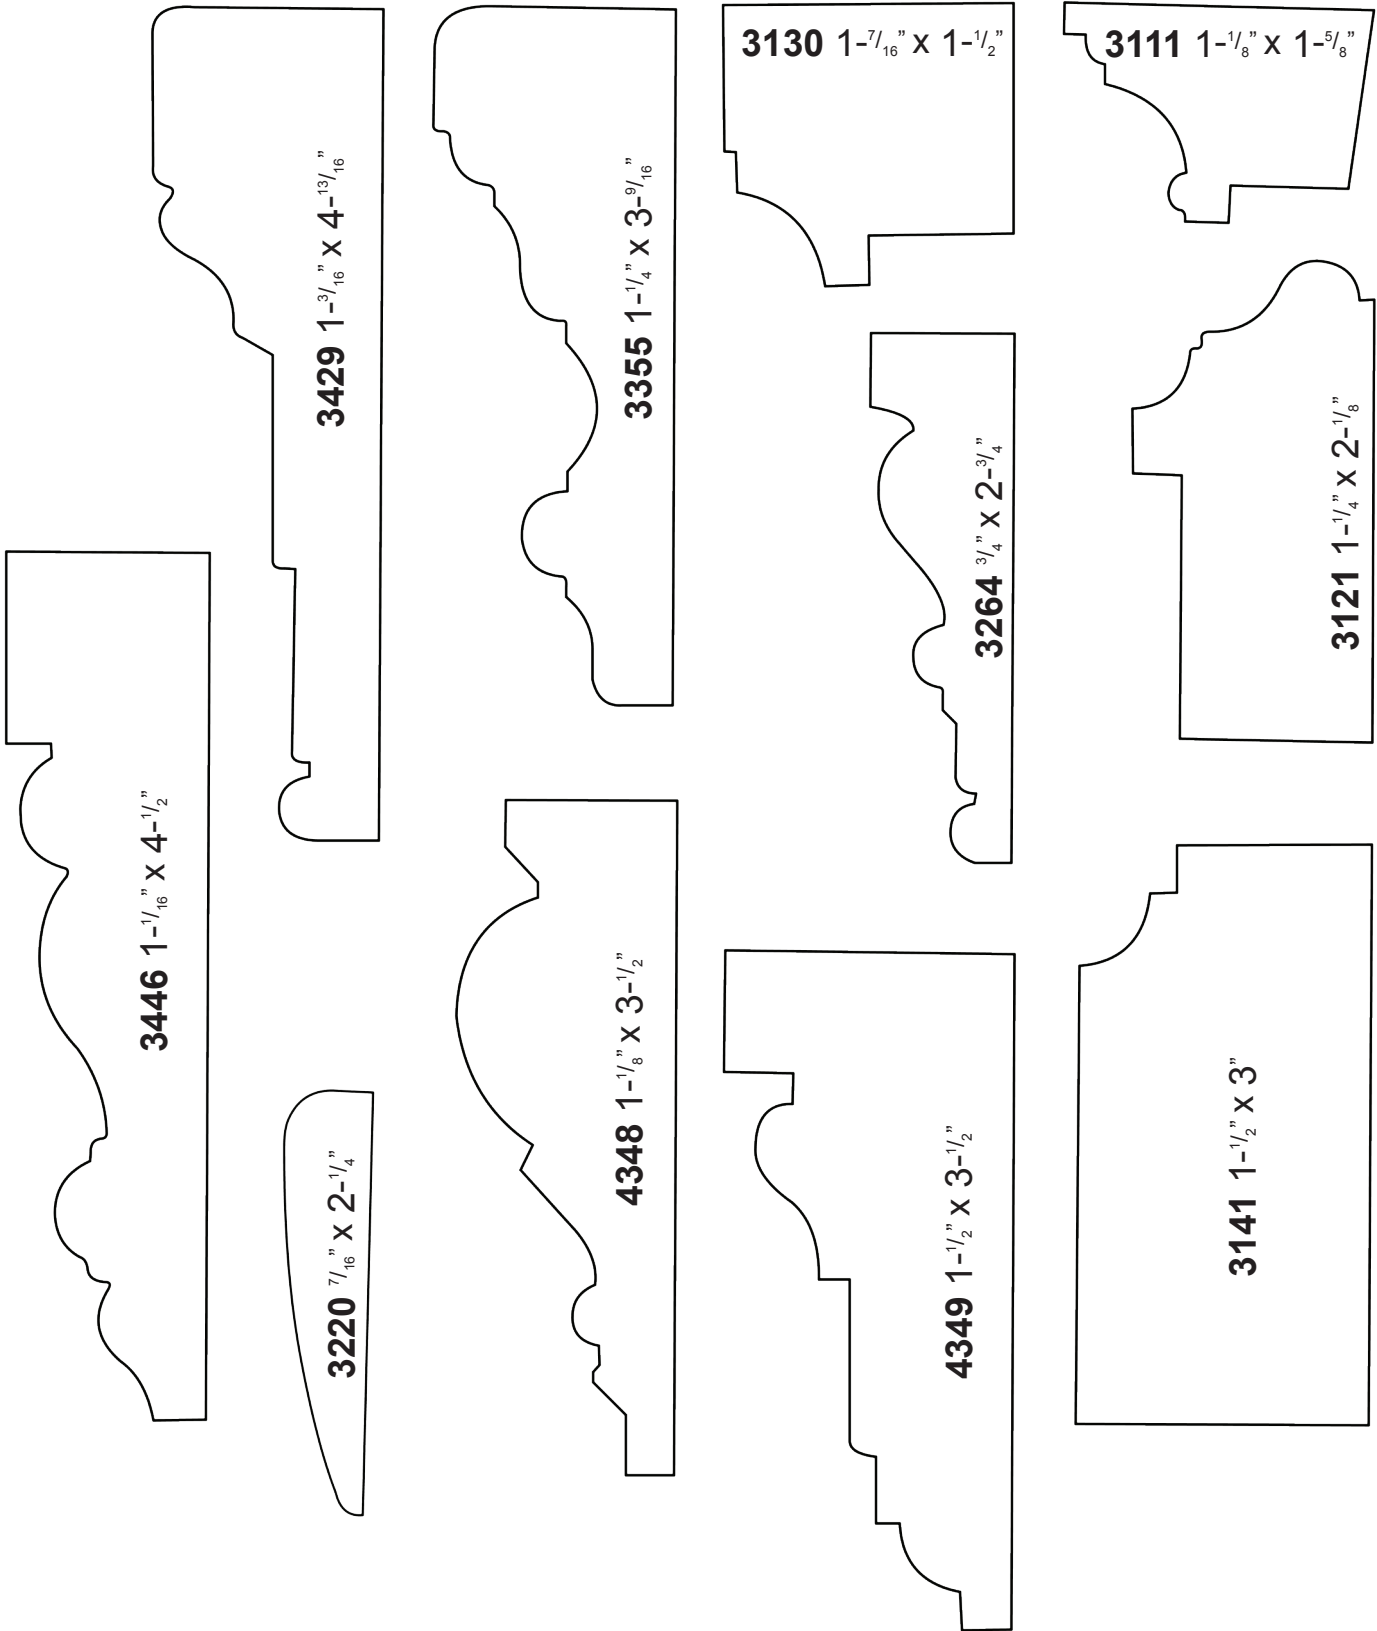 3130 1-7/16” x 1-1/2”
3111 1-1/8” x 1-5/8”
3429 1-3/16” x 4-13/16”
3355 1-1/4” x 3-9/16”
3264 3/4” x 2-3/4”
3121 1-1/4” x 2-1/8”
3446 1-1/16” x 4-1/2”
3220 7/16” x 2-1/4”
4348 1-1/8” x 3-1/2”
4349 1-1/2” x 3-1/2”
3141 1-1/2” x 3”